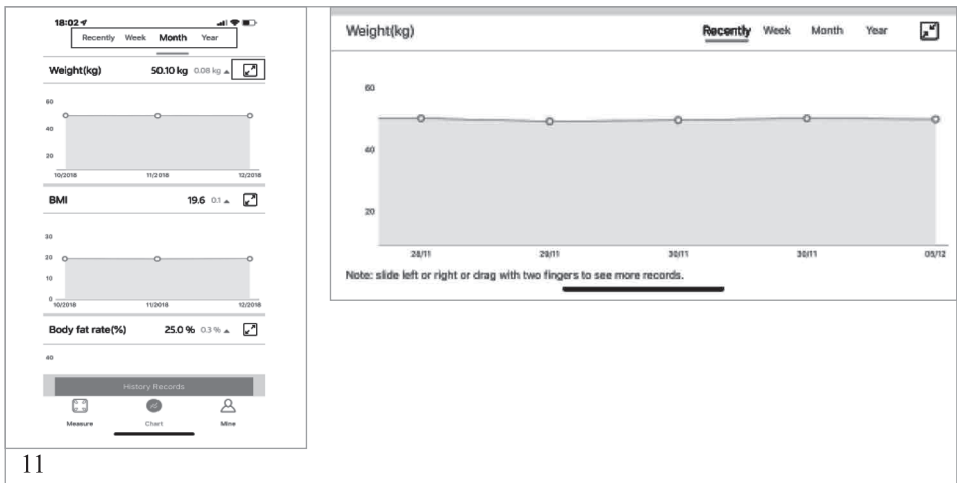 18:02
Recently Week Month Year
Weight(kg) 50.10 kg 0.08 kg
60
40
20
10/2018 11/2018 12/2018
BMI 19.6 0.1
30
20
10
0
10/2018 11/2018 12/2018
Body fat rate(%) 25.0 % 0.3 %
40
History Records
Measure Chart Mine
Weight(kg) Recently Week Month Year
60
40
20
28/11 29/11 30/11 30/11 05/12
Note: slide left or right or drag with two fingers to see more records.
11